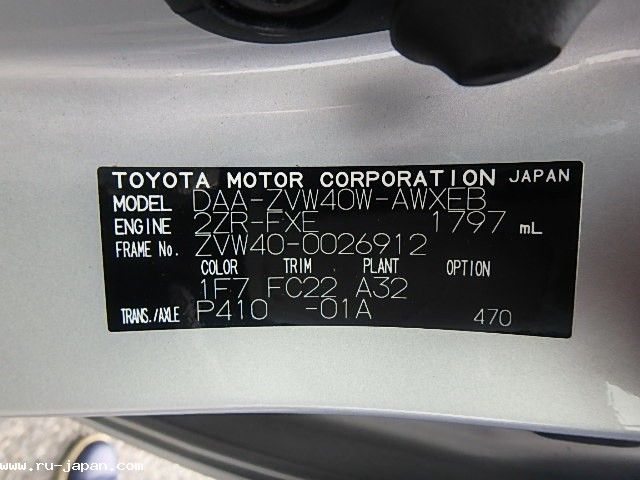 TOYOTA MOTOR CORPORATION JAPAN
MODEL DAA-ZVW40W-AWXEB
ENGINE 2ZR-FXE 1797 mL
FRAME No. ZVW40-0026912
COLOR TRIM PLANT OPTION
1F7 FC22 A32
TRANS./AXLE P410 -01A 470
www.ru-japan.com